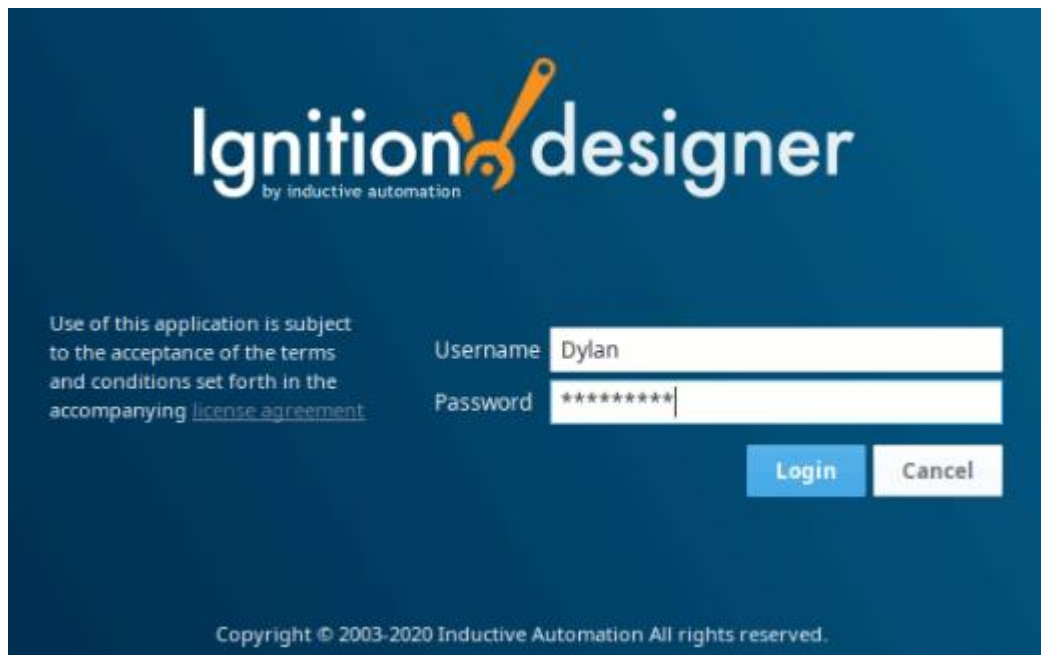 Ignition designer
by inductive automation
Use of this application is subject
to the acceptance of the terms
and conditions set forth in the
accompanying license agreement
Username Dylan
Password *********
Login Cancel
Copyright © 2003-2020 Inductive Automation All rights reserved.